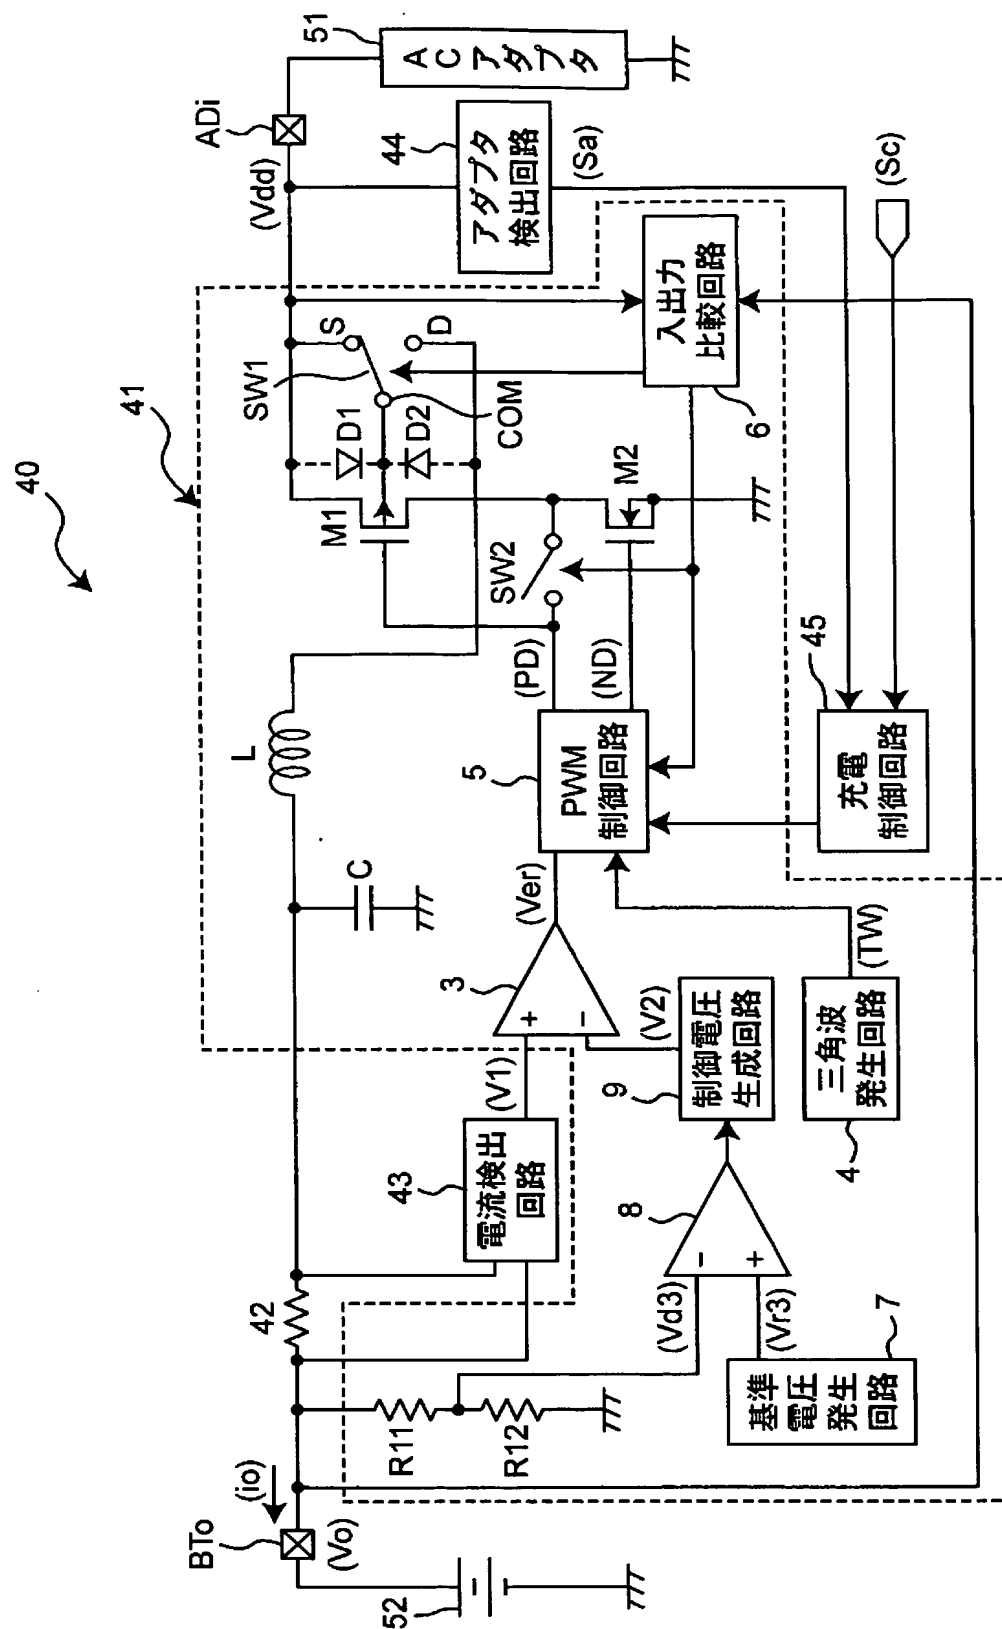 40
41
BTo
(io)
(Vo)
52
42
R11
R12
43
電流検出
回路
(V1)
C
L
3
+
−
(Ver)
(V2)
9
制御電圧
生成回路
8
−
+
(Vd3)
(Vr3)
7
基準
電圧
発生
回路
4
三角波
発生回路
(TW)
5
PWM
制御回路
(PD)
(ND)
SW2
M1
M2
D1
D2
SW1
S
D
COM
6
入出力
比較回路
45
充電
制御回路
(Sc)
(Sa)
44
アダプタ
検出回路
(Vdd)
ADi
51
ACアダプタ